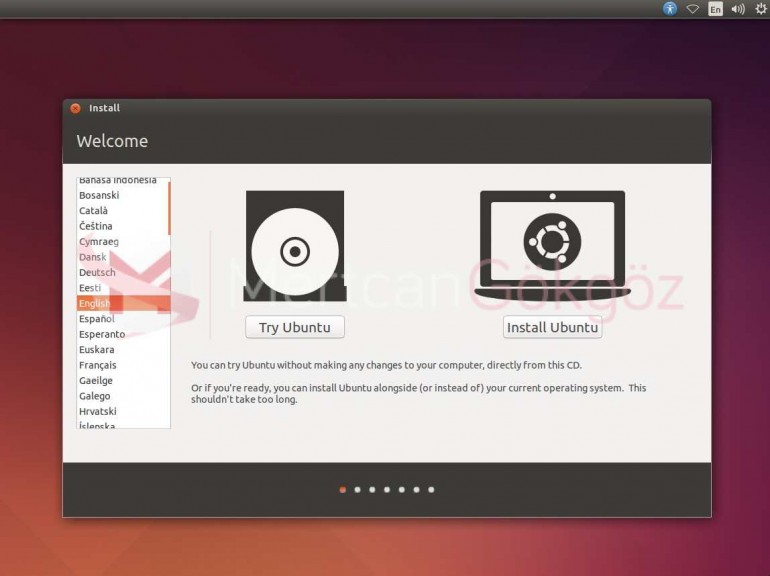 En
Install
Welcome
Bahasa Indonesia
Bosanski
Català
Čeština
Cymraeg
Dansk
Deutsch
Eesti
English
Español
Esperanto
Euskara
Français
Gaeilge
Galego
Hrvatski
Íslenska
MertcanGökgöz
Try Ubuntu
Install Ubuntu
You can try Ubuntu without making any changes to your computer, directly from this CD.
Or if you're ready, you can install Ubuntu alongside (or instead of) your current operating system. This
shouldn't take too long.